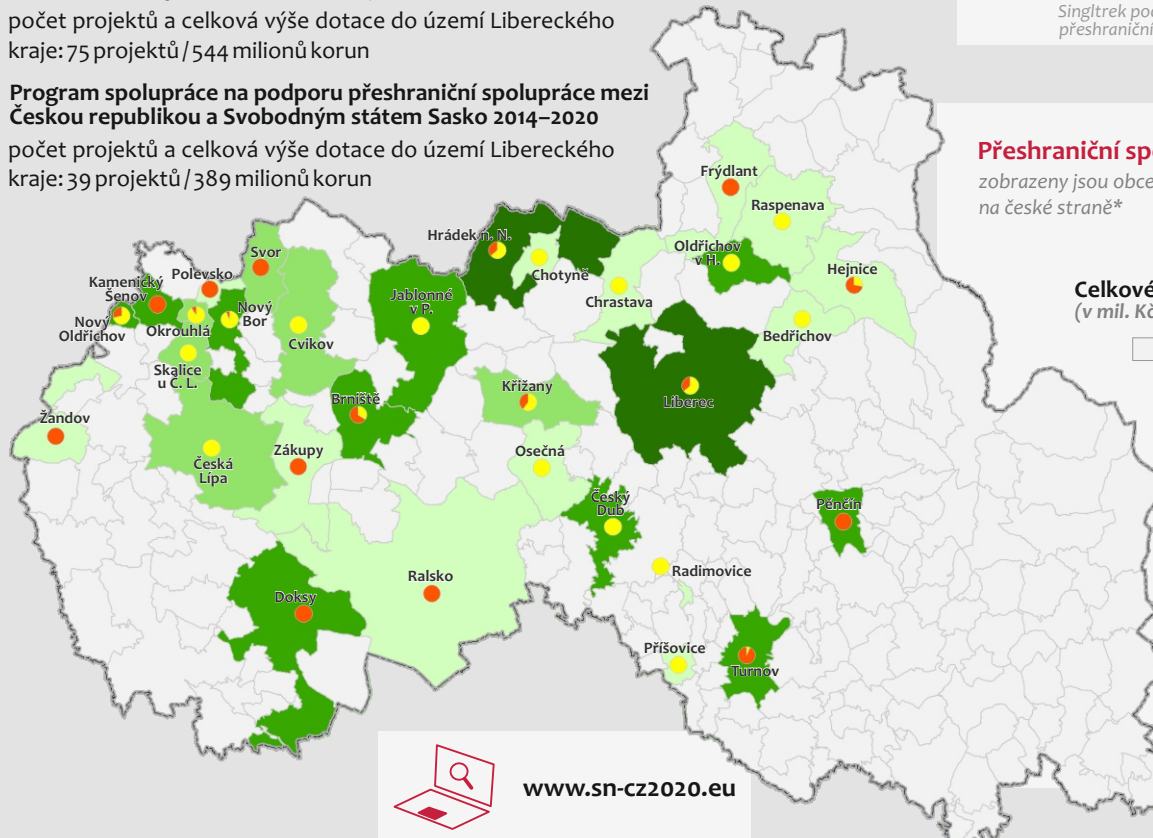 počet projektů a celková výše dotace do území Libereckého
kraje: 75 projektů / 544 milionů korun
Program spolupráce na podporu přeshraniční spolupráce mezi
Českou republikou a Svobodným státem Sasko 2014–2020
počet projektů a celková výše dotace do území Libereckého
kraje: 39 projektů / 389 milionů korun
Singltrek
přeshraniční
Přeshraniční
zobrazeny jsou obce
na české straně*
Celkové
(v mil. Kč
Frýdlant
Raspenava
Hrádek n. N.
Chotyně
Oldřichov
v H.
Hejnice
Chrastava
Bedřichov
Svor
Polevsko
Kamenický
Šenov
Nový
Oldřichov
Okrouhlá
Nový
Bor
Cvikov
Jablonné
v P.
Skalice
u Č. L.
Brniště
Křižany
Liberec
Žandov
Česká
Lípa
Zákupy
Osečná
Český
Dub
Pěnčín
Radimovice
Ralsko
Doksy
Příšovice
Turnov
www.sn-cz2020.eu